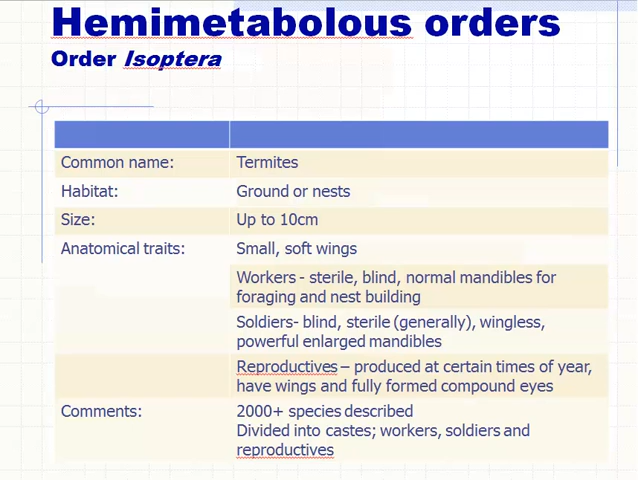 Hemimetabolous orders
Order Isoptera
Common name: Termites
Habitat: Ground or nests
Size: Up to 10cm
Anatomical traits: Small, soft wings
Workers - sterile, blind, normal mandibles for
foraging and nest building
Soldiers- blind, sterile (generally), wingless,
powerful enlarged mandibles
Reproductives – produced at certain times of year,
have wings and fully formed compound eyes
Comments: 2000+ species described
Divided into castes; workers, soldiers and
reproductives